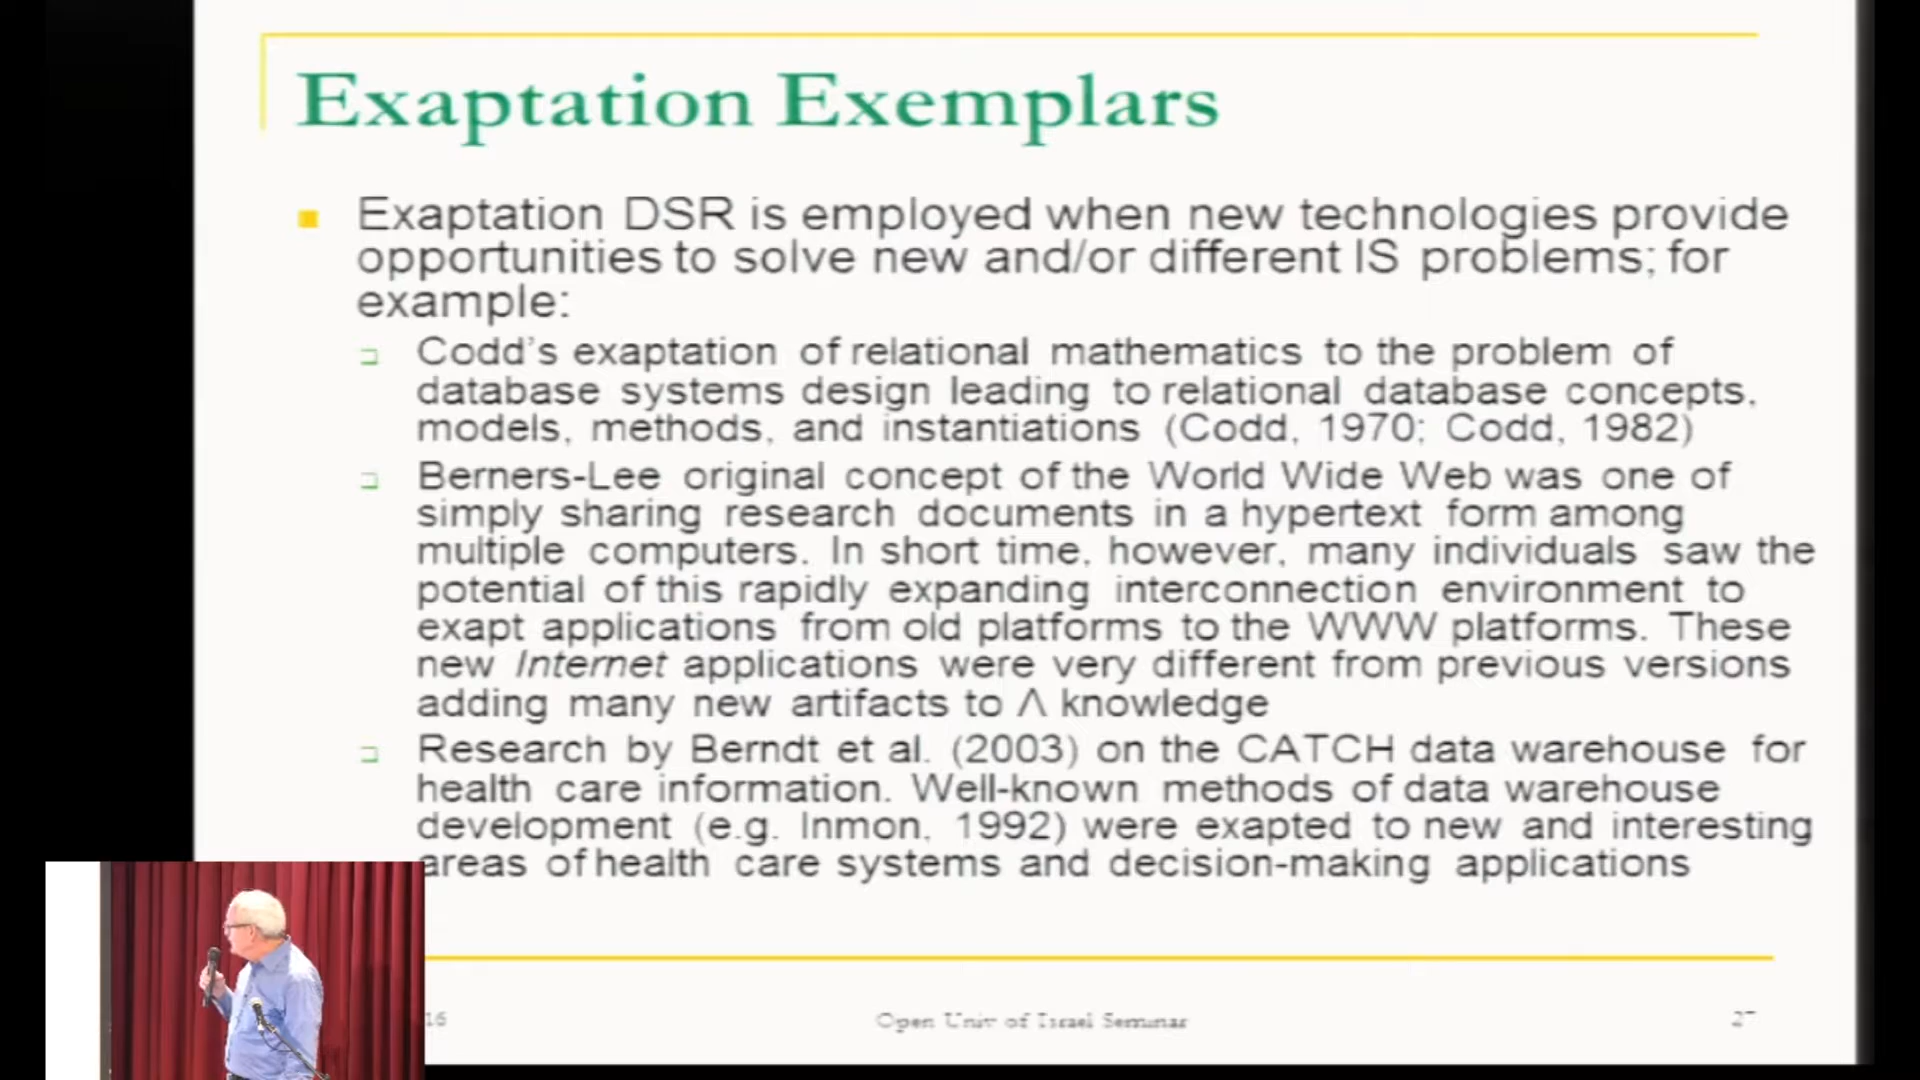 Exaptation Exemplars
Exaptation DSR is employed when new technologies provide
opportunities to solve new and/or different IS problems; for
example:
Codd's exaptation of relational mathematics to the problem of
database systems design leading to relational database concepts,
models, methods, and instantiations (Codd, 1970; Codd, 1982)
Berners-Lee original concept of the World Wide Web was one of
simply sharing research documents in a hypertext form among
multiple computers. In short time, however, many individuals saw the
potential of this rapidly expanding interconnection environment to
exapt applications from old platforms to the WWW platforms. These
new Internet applications were very different from previous versions
adding many new artifacts to Λ knowledge
Research by Berndt et al. (2003) on the CATCH data warehouse for
health care information. Well-known methods of data warehouse
development (e.g. Inmon, 1992) were exapted to new and interesting
areas of health care systems and decision-making applications
16 Open Univ of Israel Seminar 27